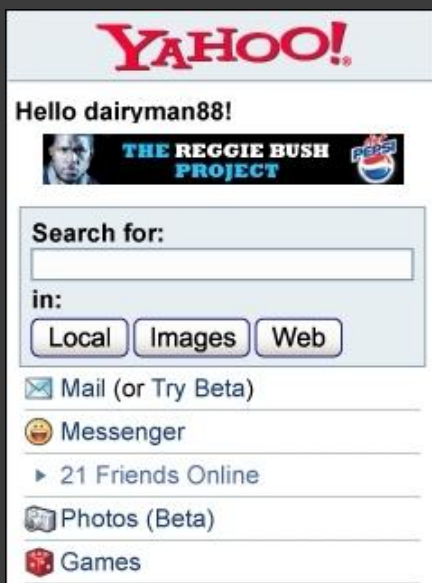 YAHOO!
Hello dairyman88!
THE REGGIE BUSH
PROJECT
PEPSI
Search for:
in:
Local Images Web
Mail (or Try Beta)
Messenger
21 Friends Online
Photos (Beta)
Games